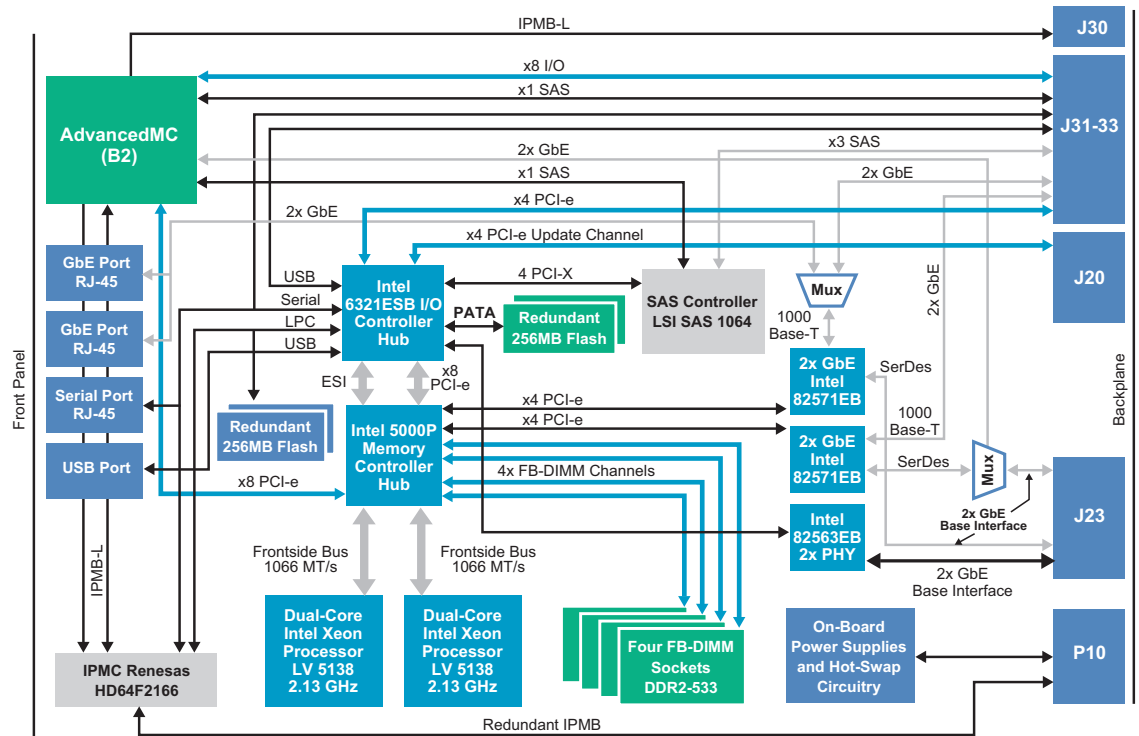 IPMB-L
J30
x8 I/O
x1 SAS
AdvancedMC
(B2)
J31-33
2x GbE
x3 SAS
x1 SAS
2x GbE
x4 PCI-e
2x GbE
x4 PCI-e Update Channel
J20
GbE Port
RJ-45
USB
Intel
6321ESB I/O
Controller
Hub
4 PCI-X
SAS Controller
LSI SAS 1064
Mux
2x GbE
Serial
LPC
USB
PATA
Redundant
256MB Flash
1000
Base-T
GbE Port
RJ-45
ESI
x8
PCI-e
2x GbE
Intel
82571EB
SerDes
Front Panel
Backplane
Serial Port
RJ-45
Redundant
256MB Flash
Intel 5000P
Memory
Controller
Hub
x4 PCI-e
x4 PCI-e
1000
Base-T
2x GbE
Intel
82571EB
USB Port
x8 PCI-e
4x FB-DIMM Channels
SerDes
Mux
2x GbE
Base Interface
J23
Intel
82563EB
2x PHY
Frontside Bus
1066 MT/s
Frontside Bus
1066 MT/s
IPMB-L
2x GbE
Base Interface
Dual-Core
Intel Xeon
Processor
LV 5138
2.13 GHz
Dual-Core
Intel Xeon
Processor
LV 5138
2.13 GHz
Four FB-DIMM
Sockets
DDR2-533
On-Board
Power Supplies
and Hot-Swap
Circuitry
P10
IPMC Renesas
HD64F2166
Redundant IPMB